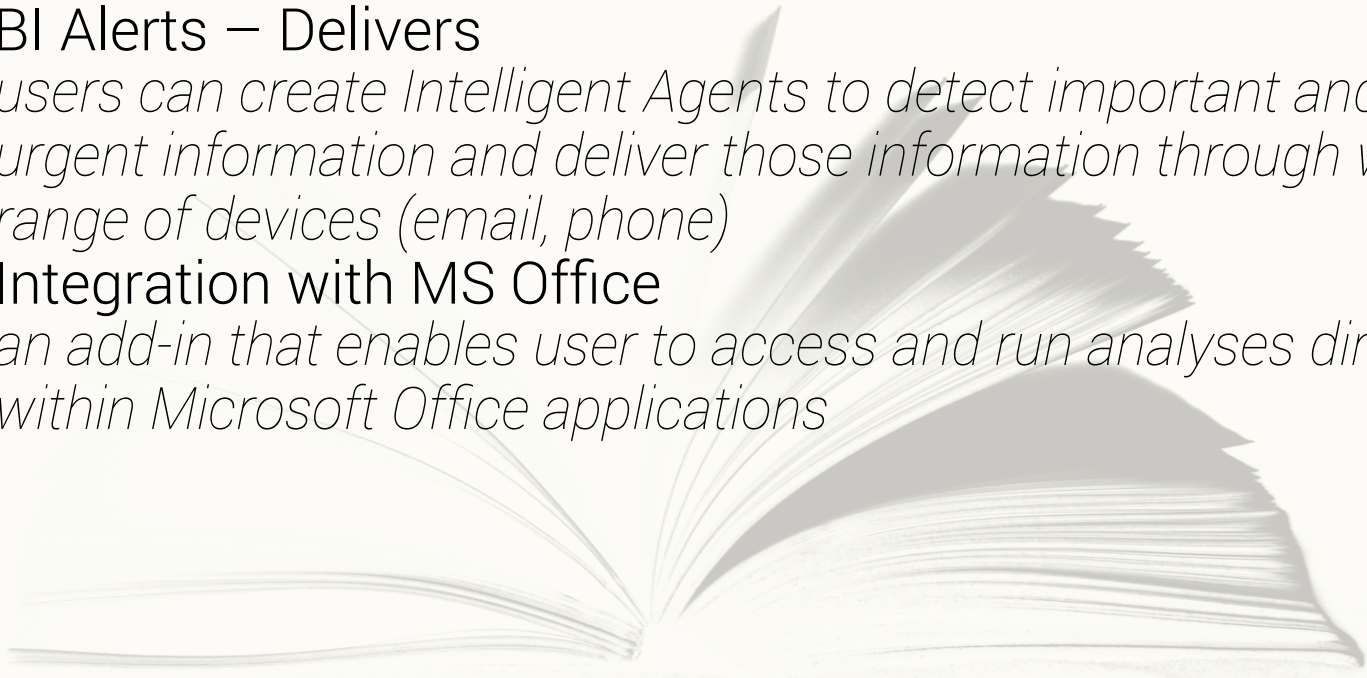 BI Alerts – Delivers
users can create Intelligent Agents to detect important and
urgent information and deliver those information through
range of devices (email, phone)
Integration with MS Office
an add-in that enables user to access and run analyses
within Microsoft Office applications